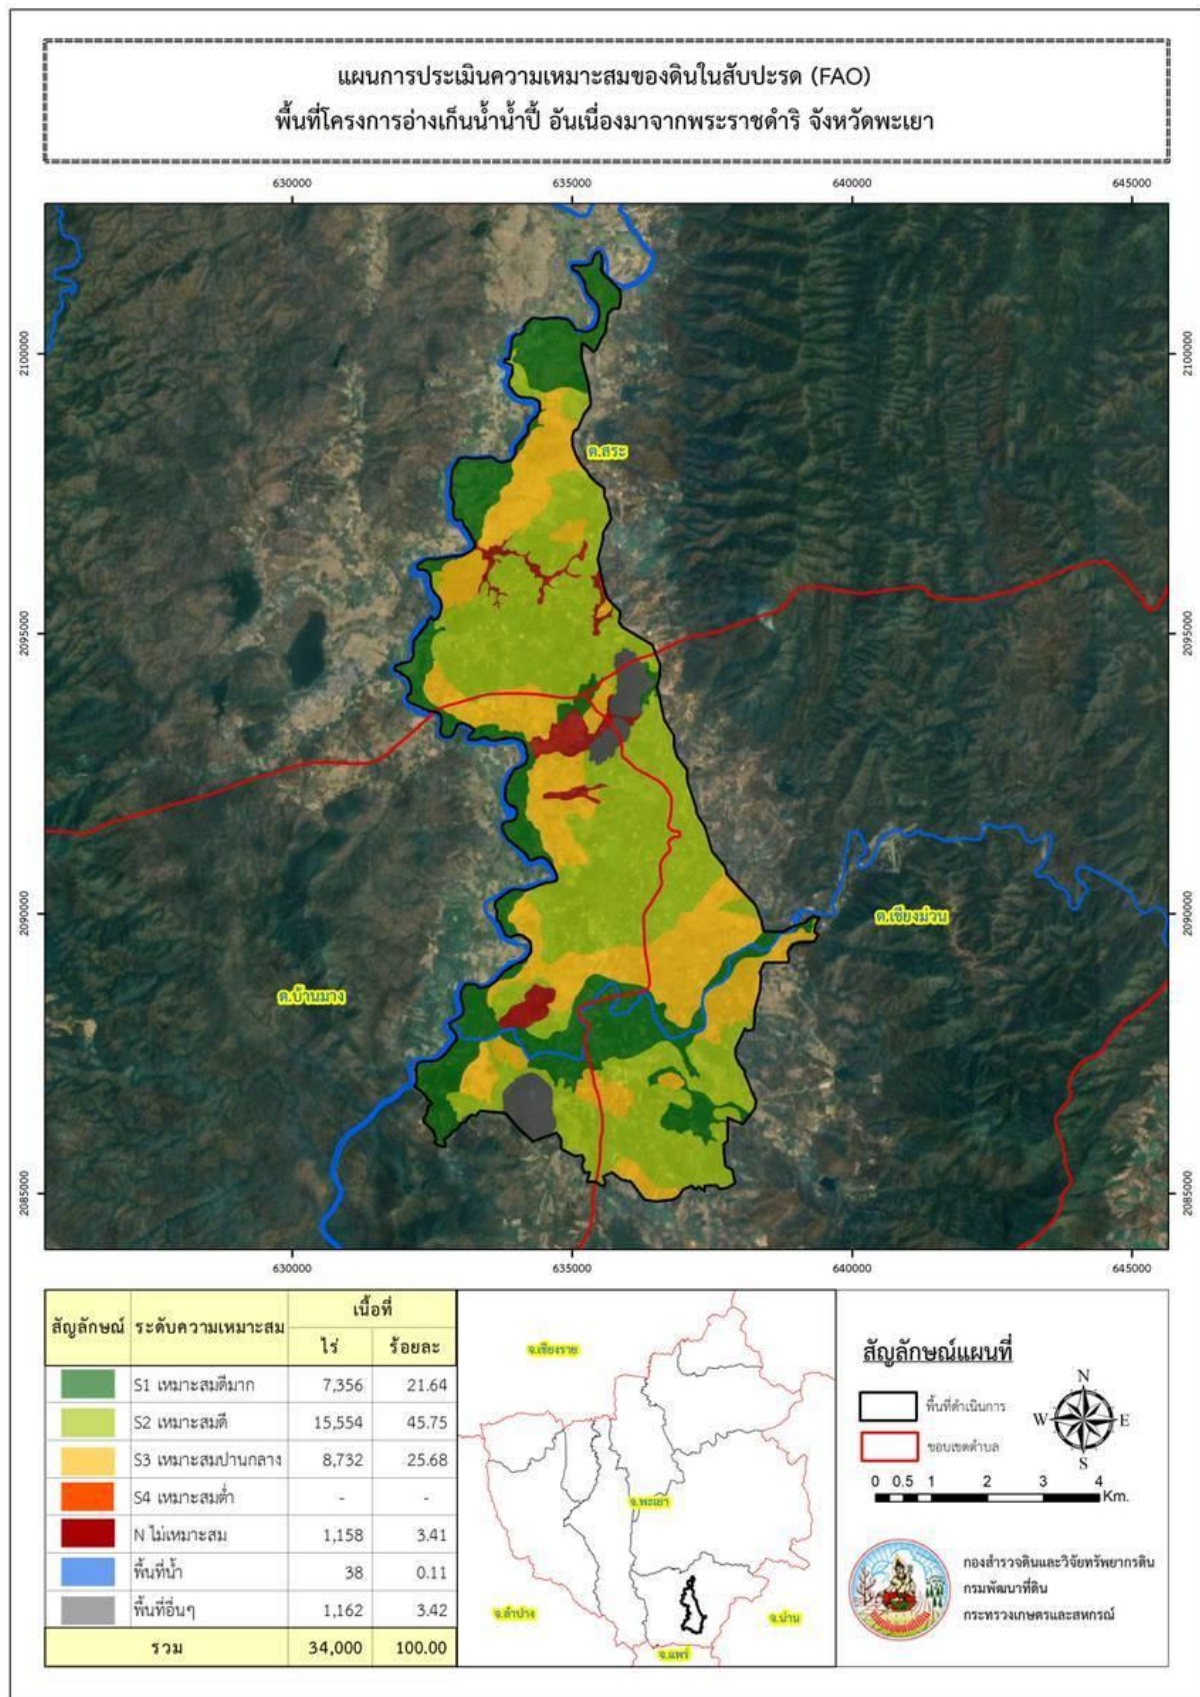 แผนการประเมินความเหมาะสมของดินในสับปะรด (FAO)
พื้นที่โครงการอ่างเก็บน้ำน้ำปี้ อันเนื่องมาจากพระราชดำริ จังหวัดพะเยา
630000 635000 640000 645000
2100000 2100000
ต.สระ
2095000 2095000
2090000 2090000
ต.เชียงม่วน
ต.บ้านมาง
2085000 2085000
630000 635000 640000 645000
สัญลักษณ์ ระดับความเหมาะสม เนื้อที่
ไร่ ร้อยละ
S1 เหมาะสมดีมาก 7,356 21.64
S2 เหมาะสมดี 15,554 45.75
S3 เหมาะสมปานกลาง 8,732 25.68
S4 เหมาะสมต่ำ - -
N ไม่เหมาะสม 1,158 3.41
พื้นที่น้ำ 38 0.11
พื้นที่อื่นๆ 1,162 3.42
รวม 34,000 100.00
จ.เชียงราย
จ.พะเยา
จ.ลำปาง
จ.น่าน
จ.แพร่
สัญลักษณ์แผนที่
พื้นที่ดำเนินการ
ขอบเขตตำบล
N
W E
S
0 0.5 1 2 3 4
Km.
กองสำรวจดินและวิจัยทรัพยากรดิน
กรมพัฒนาที่ดิน
กระทรวงเกษตรและสหกรณ์